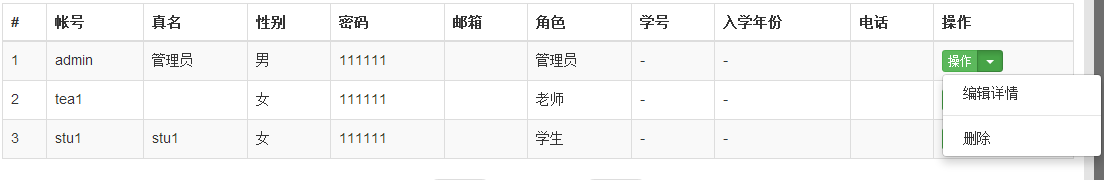 # 帐号 真名 性别 密码 邮箱 角色 学号 入学年份 电话 操作
1 admin 管理员 男 111111 管理员 - - 操作
2 tea1 女 111111 老师 - - 编辑详情
3 stu1 stu1 女 111111 学生 - - 删除